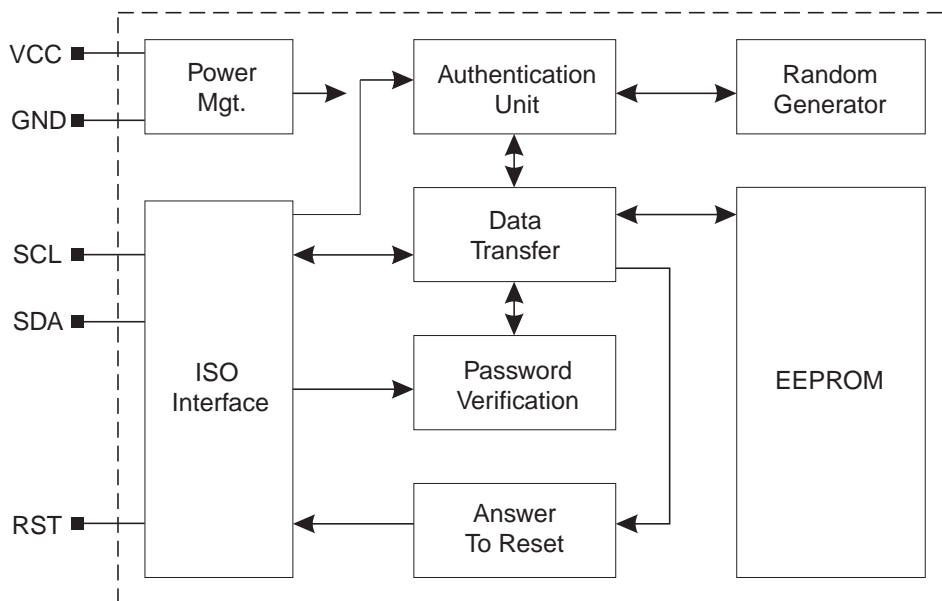 VCC
GND
SCL
SDA
RST
Power
Mgt.
Authentication
Unit
Random
Generator
ISO
Interface
Data
Transfer
Password
Verification
Answer
To Reset
EEPROM